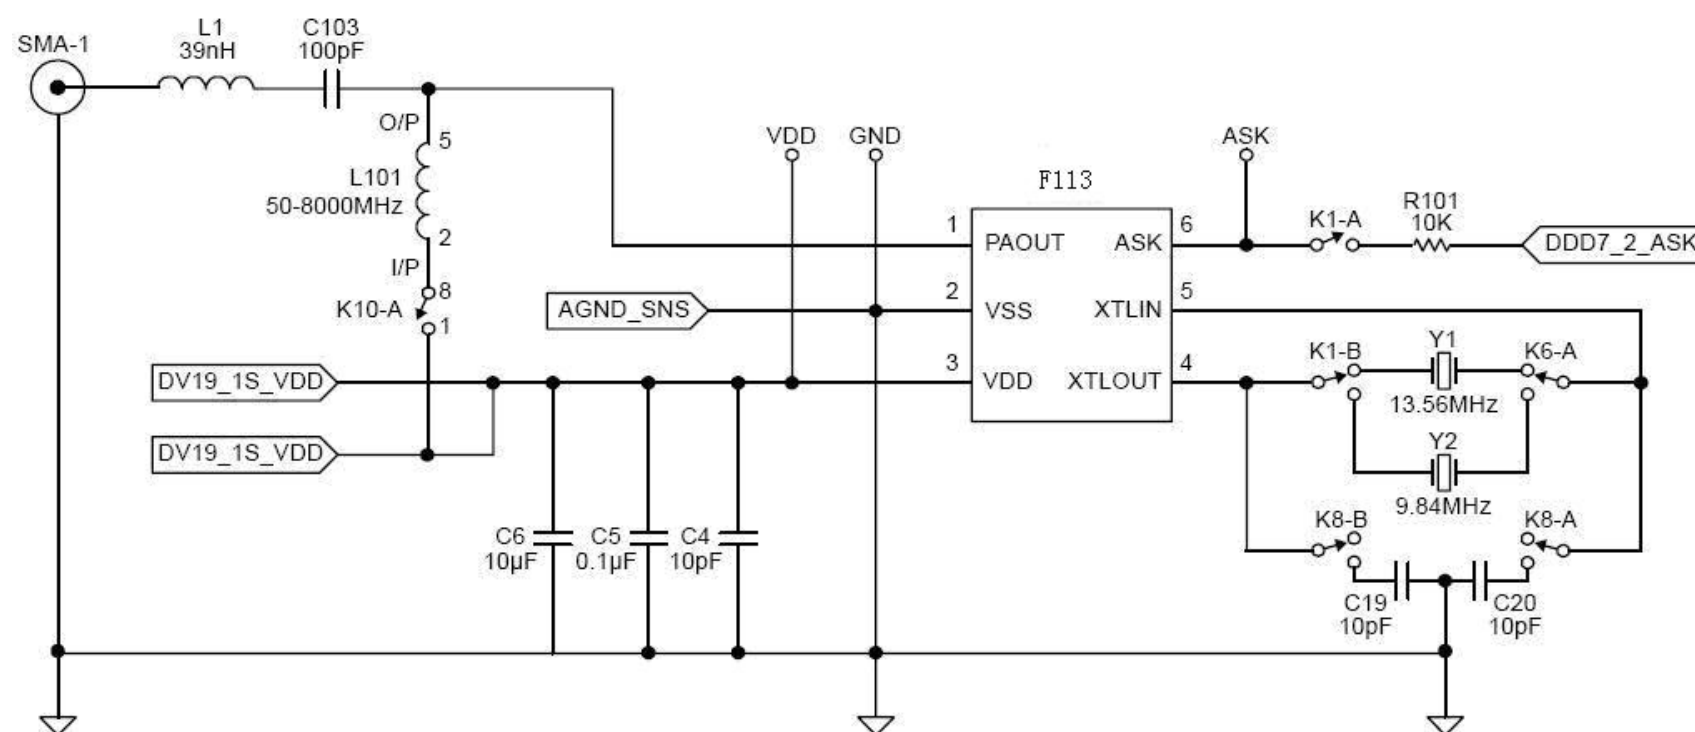 SMA-1
L1
39nH
C103
100pF
O/P
5
L101
50-8000MHz
2
I/P
8
K10-A
1
VDD
GND
ASK
F113
1
PAOUT
ASK
6
K1-A
R101
10K
DDD7_2_ASK
AGND_SNS
2
VSS
XTLIN
5
DV19_1S_VDD
3
VDD
XTLOUT
4
K1-B
Y1
K6-A
13.56MHz
DV19_1S_VDD
Y2
9.84MHz
C6
10µF
C5
0.1µF
C4
10pF
K8-B
K8-A
C19
10pF
C20
10pF